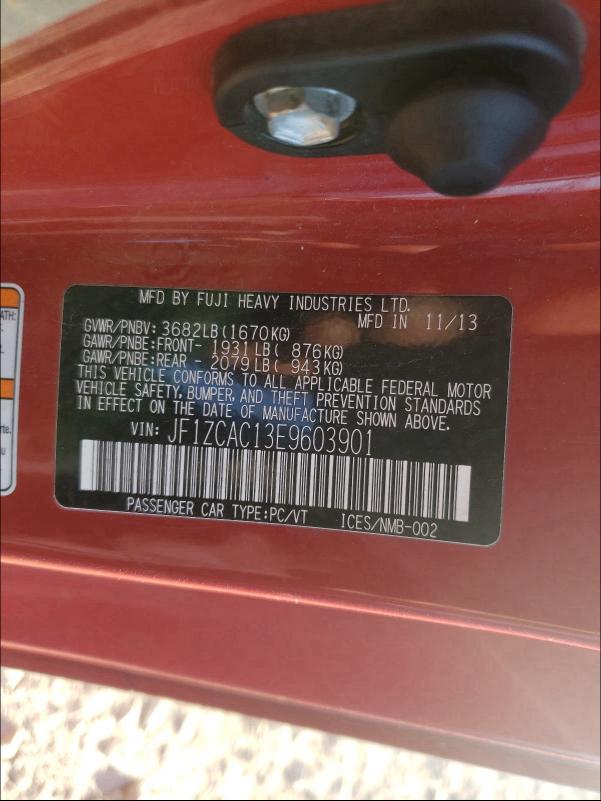 MFD BY FUJI HEAVY INDUSTRIES LTD.
MFD IN 11/13
GVWR/PNBV: 3682LB(1670KG)
GAWR/PNBE:FRONT- 1931LB( 876KG)
GAWR/PNBE:REAR - 2079LB( 943KG)
THIS VEHICLE CONFORMS TO ALL APPLICABLE FEDERAL MOTOR
VEHICLE SAFETY, BUMPER, AND THEFT PREVENTION STANDARDS
IN EFFECT ON THE DATE OF MANUFACTURE SHOWN ABOVE.
VIN: JF1ZCAC13E9603901
PASSENGER CAR TYPE:PC/VT ICES/NMB-002